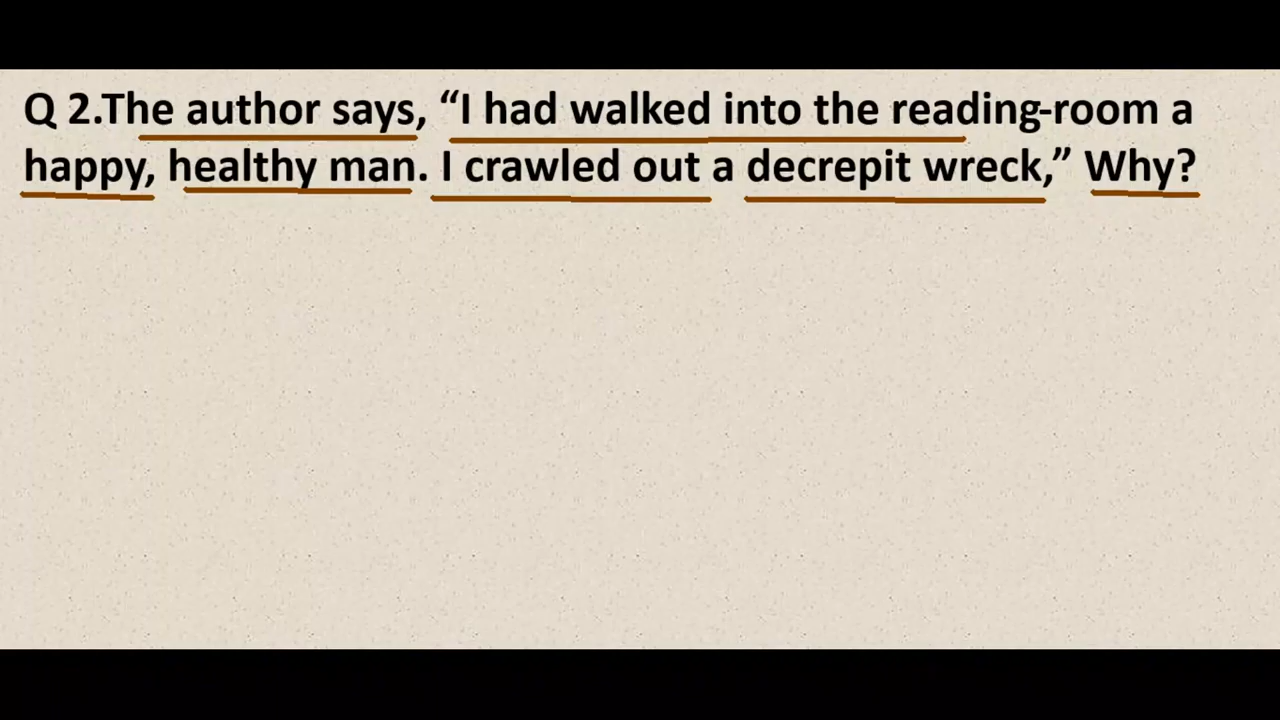 Q 2.The author says, “I had walked into the reading-room a
happy, healthy man. I crawled out a decrepit wreck,” Why?